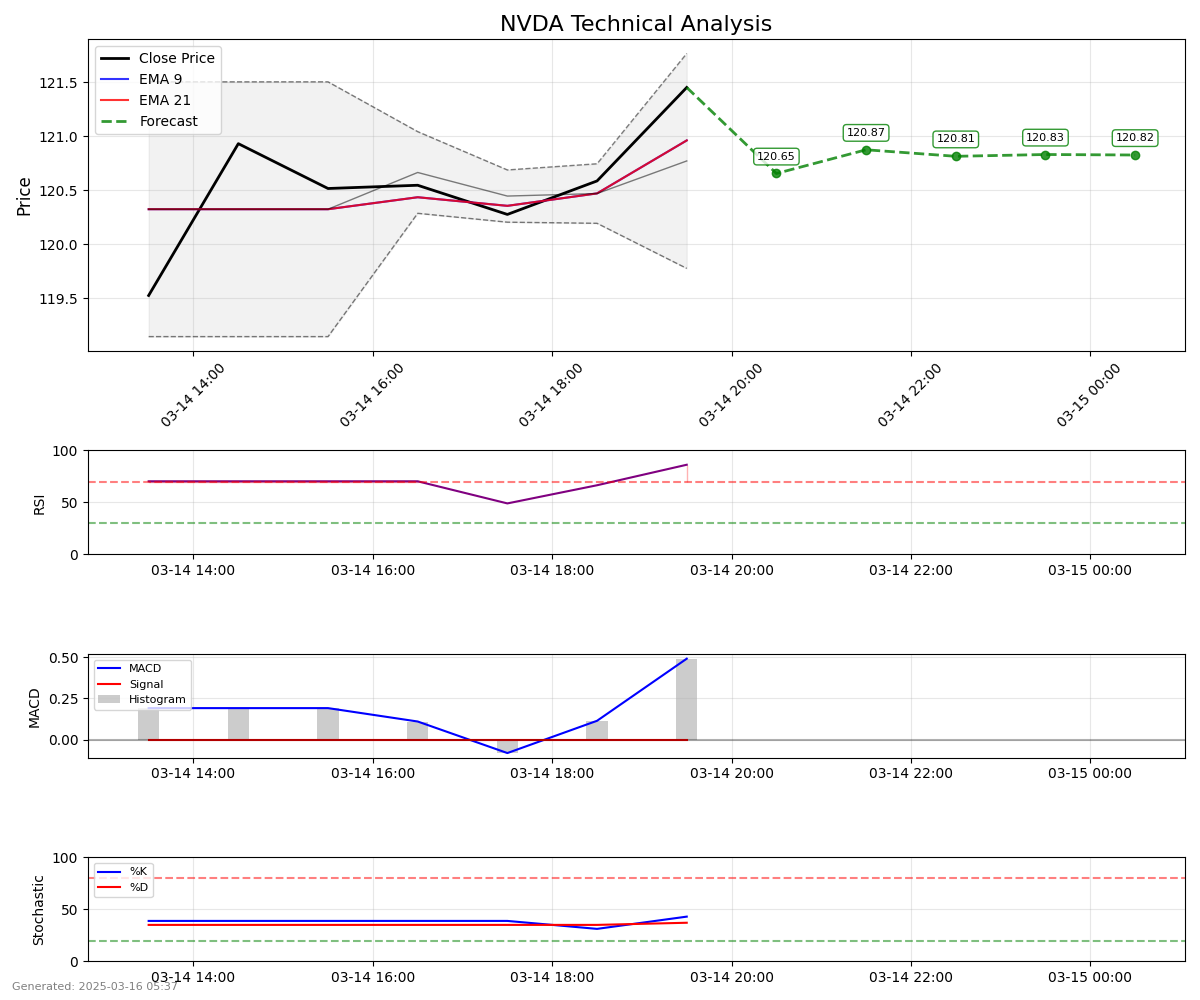 NVDA Technical Analysis
Price
121.5
121.0
120.5
120.0
119.5
Close Price
EMA 9
EMA 21
Forecast
120.65
120.87
120.81
120.83
120.82
03-14 14:00
03-14 16:00
03-14 18:00
03-14 20:00
03-14 22:00
03-15 00:00
RSI
100
50
0
03-14 14:00
03-14 16:00
03-14 18:00
03-14 20:00
03-14 22:00
03-15 00:00
MACD
0.50
0.25
0.00
MACD
Signal
Histogram
03-14 14:00
03-14 16:00
03-14 18:00
03-14 20:00
03-14 22:00
03-15 00:00
Stochastic
100
50
0
%K
%D
03-14 14:00
03-14 16:00
03-14 18:00
03-14 20:00
03-14 22:00
03-15 00:00
Generated: 2025-03-16 05:37